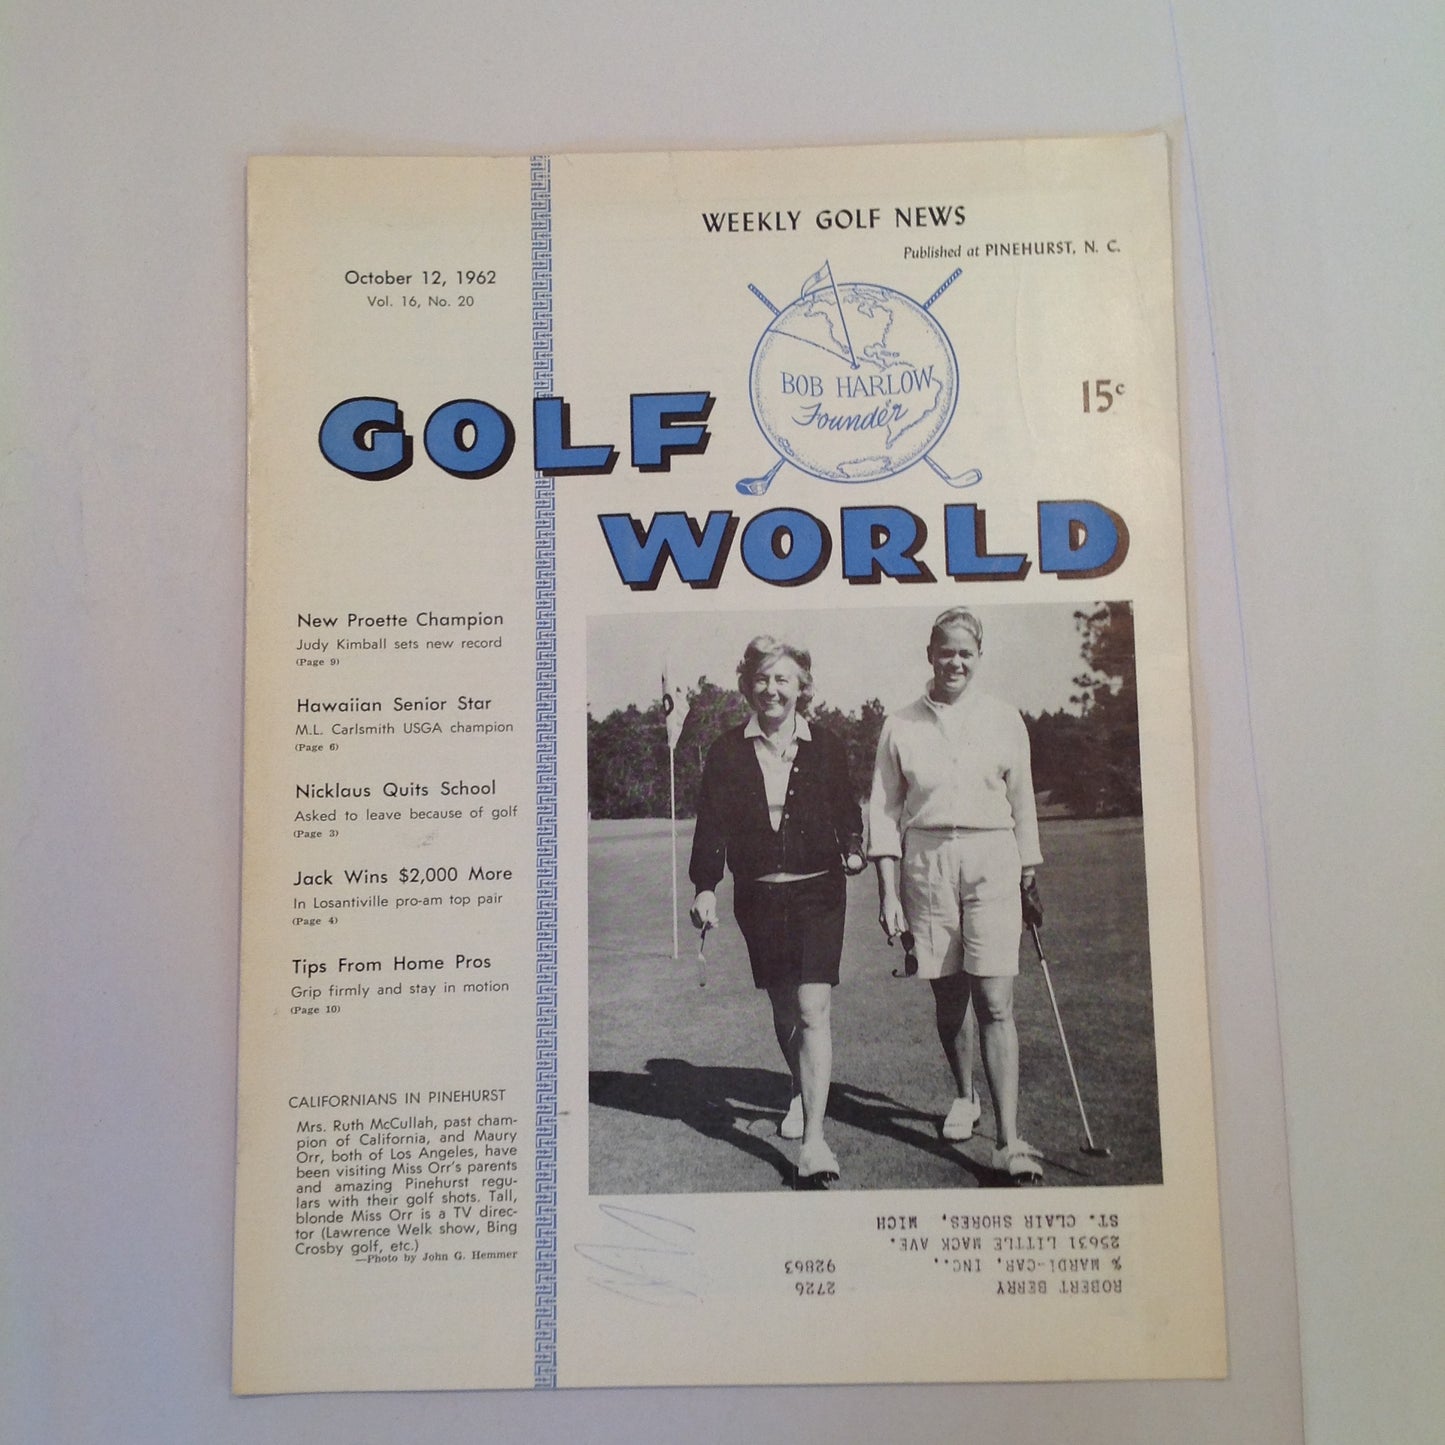 WEEKLY GOLF NEWS
Published at PINEHURST, N. C.
October 12, 1962
Vol. 16, No. 20
BOB HARLOW
Founder
15c
GOLF
WORLD
New Proette Champion
Judy Kimball sets new record
(Page 9)
Hawaiian Senior Star
M.L. Carlsmith USGA champion
(Page 6)
Nicklaus Quits School
Asked to leave because of golf
(Page 3)
Jack Wins $2,000 More
In Losantiville pro-am top pair
(Page 4)
Tips From Home Pros
Grip firmly and stay in motion
(Page 10)
CALIFORNIANS IN PINEHURST
Mrs. Ruth McCullah, past cham-
pion of California, and Maury
Orr, both of Los Angeles, have
been visiting Miss Orr's parents
and amazing Pinehurst regu-
lars with their golf shots. Tall,
blonde Miss Orr is a TV direc-
tor (Lawrence Welk show, Bing
Crosby golf, etc.)
—Photo by John G. Hemmer
ROBERT BERRY 2726
% MARDI-CAR, INC., 92863
25631 LITTLE MACK AVE.
ST. CLAIR SHORES, MICH